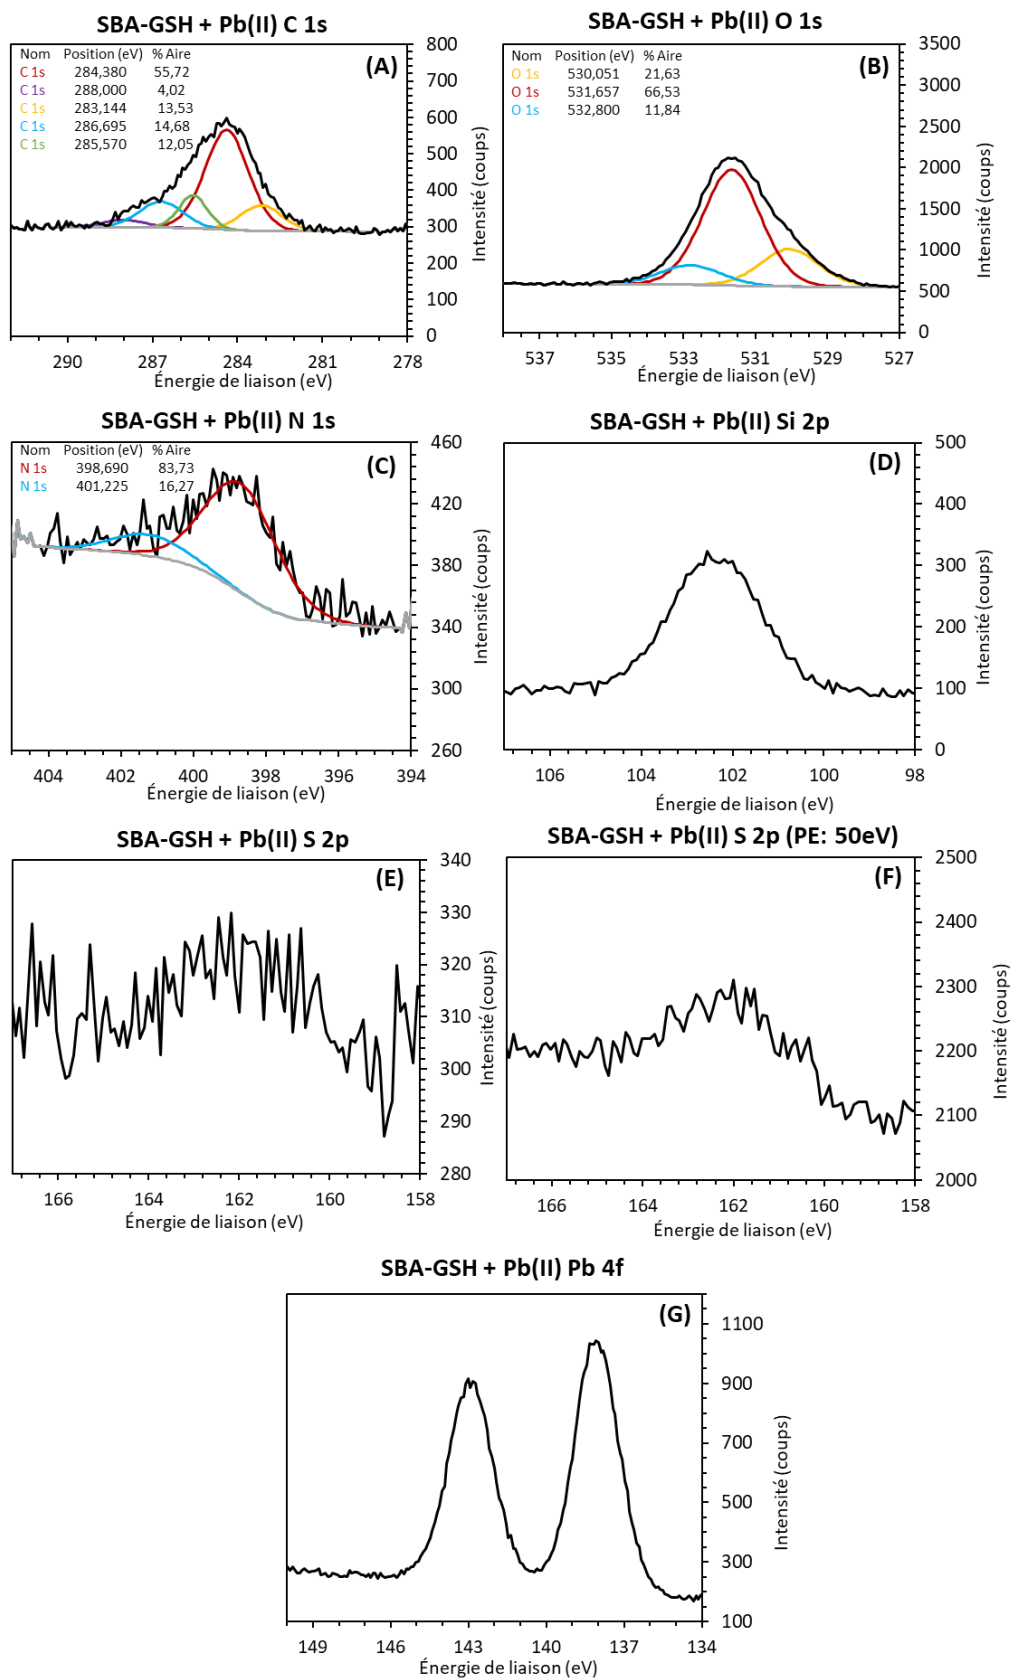 SBA-GSH + Pb(II) C 1s
(A)
Nom Position (eV) % Aire
C 1s 284,380 55,72
C 1s 288,000 4,02
C 1s 283,144 13,53
C 1s 286,695 14,68
C 1s 285,570 12,05
800
700
600
500
400
300
200
100
0
Intensité (coups)
290 287 284 281 278
Énergie de liaison (eV)
SBA-GSH + Pb(II) O 1s
(B)
Nom Position (eV) % Aire
O 1s 530,051 21,63
O 1s 531,657 66,53
O 1s 532,800 11,84
3500
3000
2500
2000
1500
1000
500
0
Intensité (coups)
537 535 533 531 529 527
Énergie de liaison (eV)
SBA-GSH + Pb(II) N 1s
(C)
Nom Position (eV) % Aire
N 1s 398,690 83,73
N 1s 401,225 16,27
460
420
380
340
300
260
Intensité (coups)
404 402 400 398 396 394
Énergie de liaison (eV)
SBA-GSH + Pb(II) Si 2p
(D)
500
400
300
200
100
0
Intensité (coups)
106 104 102 100 98
Énergie de liaison (eV)
SBA-GSH + Pb(II) S 2p
(E)
340
330
320
310
300
290
280
Intensité (coups)
166 164 162 160 158
Énergie de liaison (eV)
SBA-GSH + Pb(II) S 2p (PE: 50eV)
(F)
2500
2400
2300
2200
2100
2000
Intensité (coups)
166 164 162 160 158
Énergie de liaison (eV)
SBA-GSH + Pb(II) Pb 4f
(G)
1100
900
700
500
300
100
Intensité (coups)
149 146 143 140 137 134
Énergie de liaison (eV)